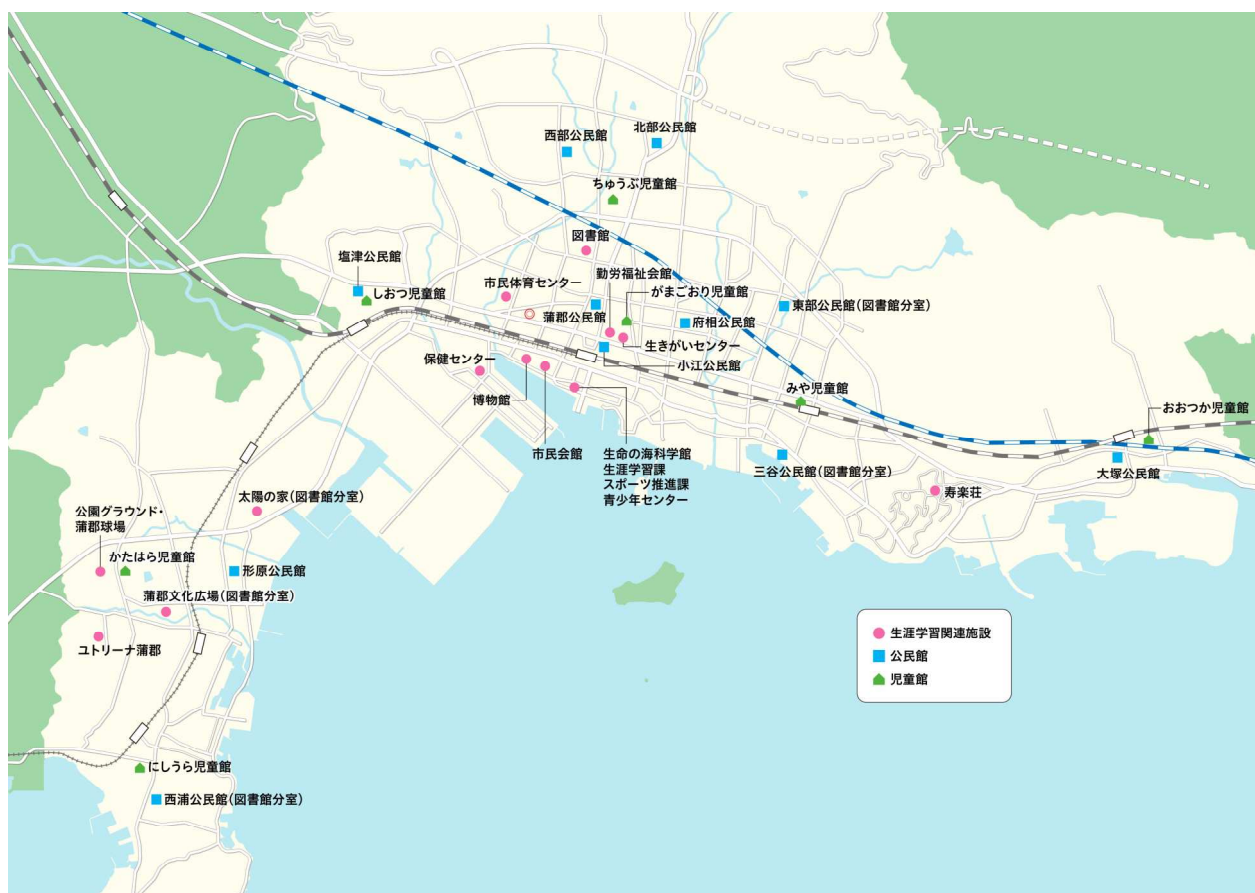 北部公民館
西部公民館
ちゅうぶ児童館
図書館
塩津公民館
勤労福祉会館
市民体育センター
がまごおり児童館
しおつ児童館
東部公民館(図書館分室)
蒲郡公民館
府相公民館
生きがいセンター
保健センター
小江公民館
みや児童館
博物館
おおつか児童館
市民会館
生命の海科学館
生涯学習課
スポーツ推進課
青少年センター
三谷公民館(図書館分室)
大塚公民館
寿楽荘
太陽の家(図書館分室)
公園グラウンド・
蒲郡球場
かたはら児童館
形原公民館
蒲郡文化広場(図書館分室)
ユトリーナ蒲郡
生涯学習関連施設
公民館
児童館
にしうら児童館
西浦公民館(図書館分室)